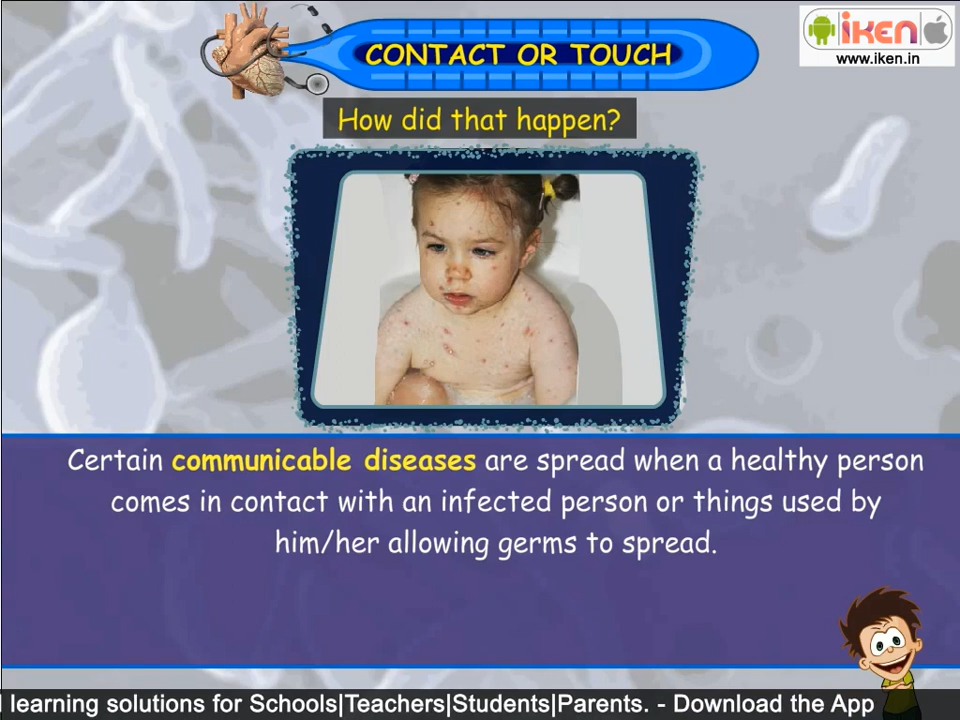 CONTACT OR TOUCH
iKEN
www.iken.in
How did that happen?
Certain communicable diseases are spread when a healthy person
comes in contact with an infected person or things used by
him/her allowing germs to spread.
learning solutions for Schools|Teachers|Students|Parents. - Download the App